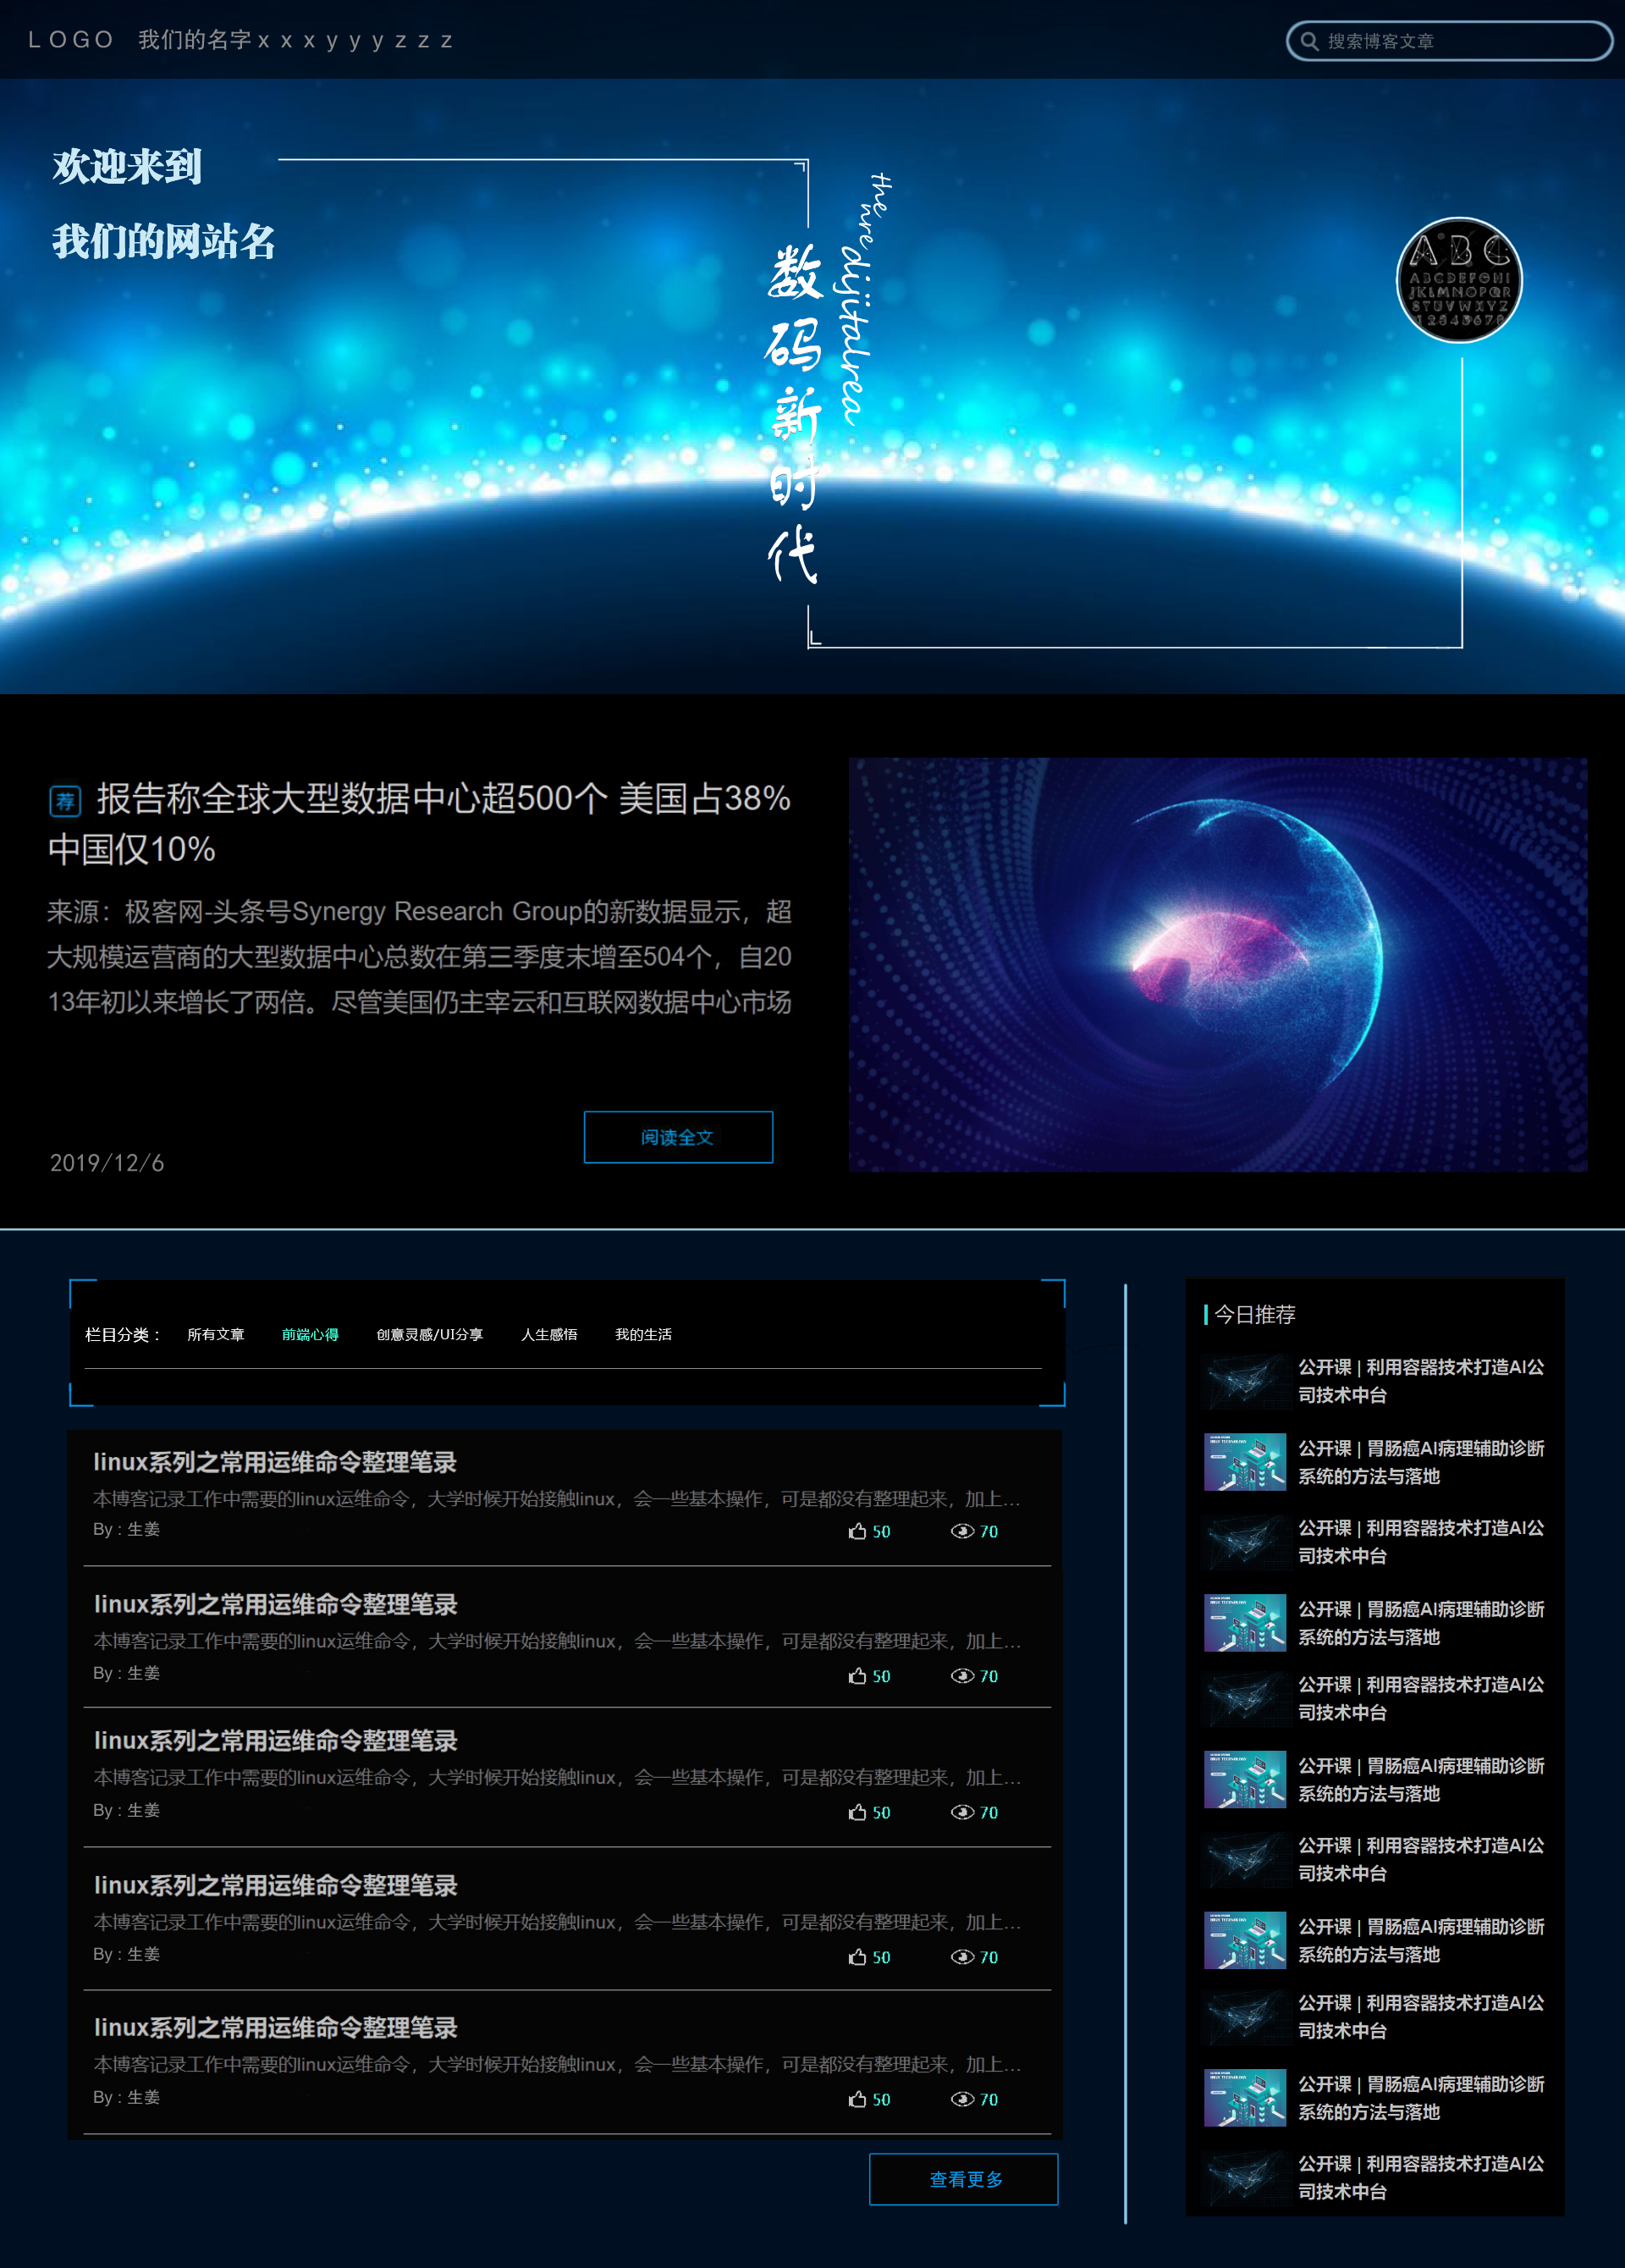 LOGO 我们的名字xxxyyyzzz
搜索博客文章
欢迎来到
我们的网站名
数码新时代
the
nre
dijitalrea
ABC
ABCDEFGHI
JKLMNOPQR
STUVWXYZ
荐 报告称全球大型数据中心超500个 美国占38%
中国仅10%
来源：极客网-头条号Synergy Research Group的新数据显示，超
大规模运营商的大型数据中心总数在第三季度末增至504个，自20
13年初以来增长了两倍。尽管美国仍主宰云和互联网数据中心市场
阅读全文
2019/12/6
栏目分类： 所有文章 前端心得 创意灵感/UI分享 人生感悟 我的生活
linux系列之常用运维命令整理笔录
本博客记录工作中需要的linux运维命令，大学时候开始接触linux，会一些基本操作，可是都没有整理起来，加上...
By : 生姜 50 70
linux系列之常用运维命令整理笔录
本博客记录工作中需要的linux运维命令，大学时候开始接触linux，会一些基本操作，可是都没有整理起来，加上...
By : 生姜 50 70
linux系列之常用运维命令整理笔录
本博客记录工作中需要的linux运维命令，大学时候开始接触linux，会一些基本操作，可是都没有整理起来，加上...
By : 生姜 50 70
linux系列之常用运维命令整理笔录
本博客记录工作中需要的linux运维命令，大学时候开始接触linux，会一些基本操作，可是都没有整理起来，加上...
By : 生姜 50 70
linux系列之常用运维命令整理笔录
本博客记录工作中需要的linux运维命令，大学时候开始接触linux，会一些基本操作，可是都没有整理起来，加上...
By : 生姜 50 70
查看更多
今日推荐
公开课 | 利用容器技术打造AI公
司技术中台
公开课 | 胃肠癌AI病理辅助诊断
系统的方法与落地
公开课 | 利用容器技术打造AI公
司技术中台
公开课 | 胃肠癌AI病理辅助诊断
系统的方法与落地
公开课 | 利用容器技术打造AI公
司技术中台
公开课 | 胃肠癌AI病理辅助诊断
系统的方法与落地
公开课 | 利用容器技术打造AI公
司技术中台
公开课 | 胃肠癌AI病理辅助诊断
系统的方法与落地
公开课 | 利用容器技术打造AI公
司技术中台
公开课 | 胃肠癌AI病理辅助诊断
系统的方法与落地
公开课 | 利用容器技术打造AI公
司技术中台